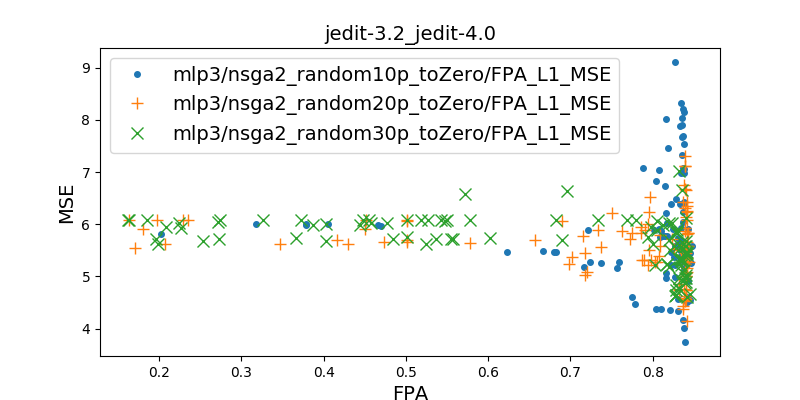 jedit-3.2_jedit-4.0
mlp3/nsga2_random10p_toZero/FPA_L1_MSE
mlp3/nsga2_random20p_toZero/FPA_L1_MSE
mlp3/nsga2_random30p_toZero/FPA_L1_MSE
MSE
9
8
7
6
5
4
0.2 0.3 0.4 0.5 0.6 0.7 0.8
FPA